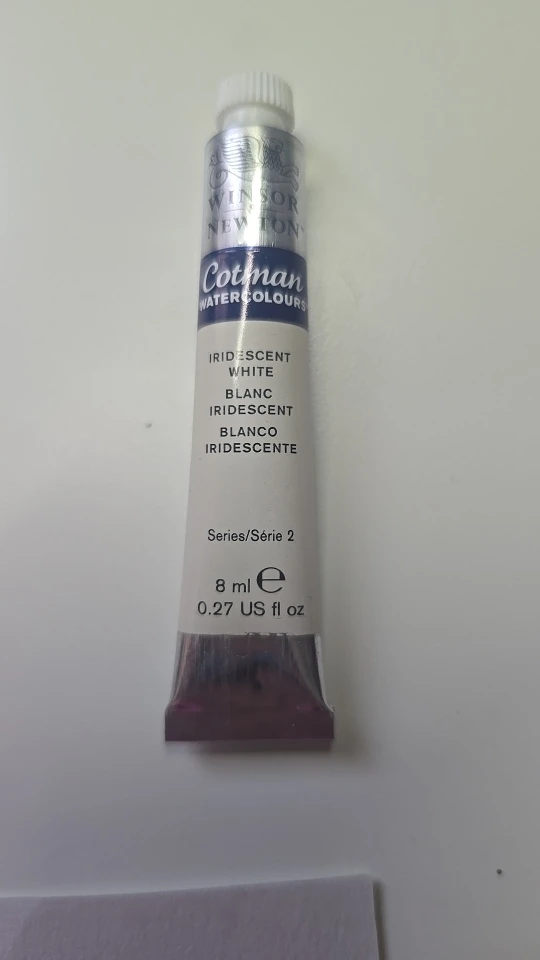 WINSOR
NEWTON
Cotman
WATERCOLOURS
IRIDESCENT
WHITE
BLANC
IRIDESCENT
BLANCO
IRIDESCENTE
Series/Série 2
8 ml e
0.27 US fl oz